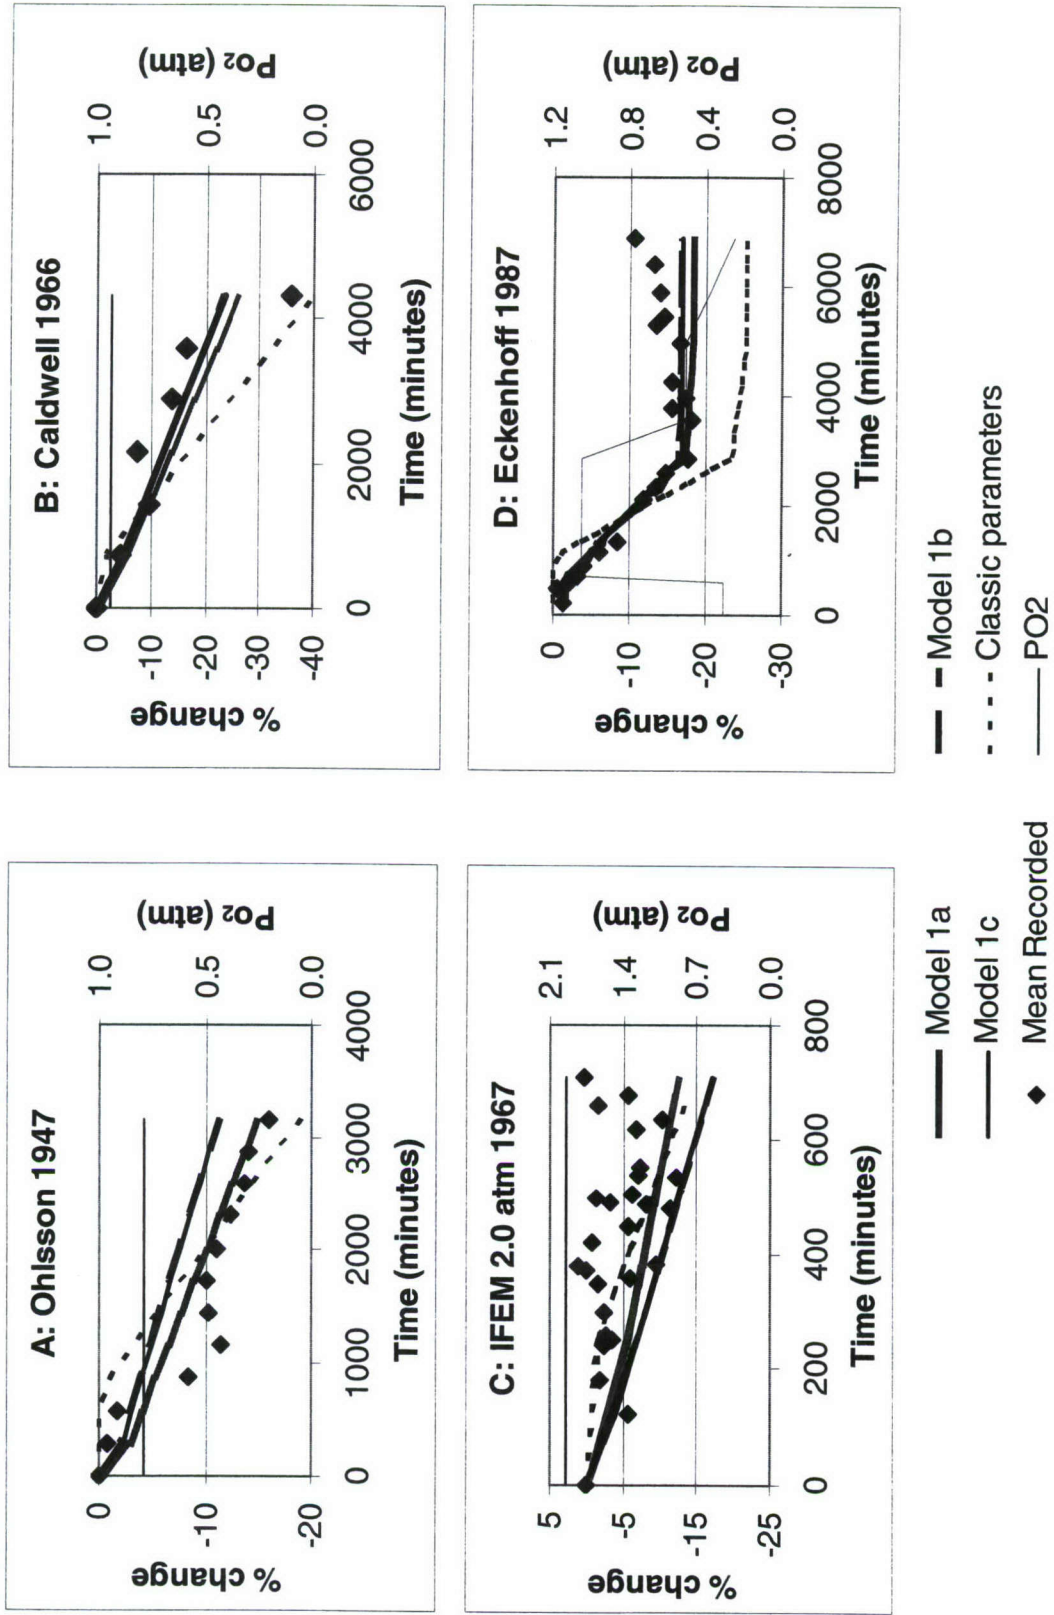 A: Ohlsson 1947
% change
0
-10
-20
0
1000
2000
3000
4000
Time (minutes)
1.0
0.5
0.0
Po2 (atm)
B: Caldwell 1966
% change
0
-10
-20
-30
-40
0
2000
4000
6000
Time (minutes)
1.0
0.5
0.0
Po2 (atm)
C: IFEM 2.0 atm 1967
% change
5
-5
-15
-25
0
200
400
600
800
Time (minutes)
2.1
1.4
0.7
0.0
Po2 (atm)
D: Eckenhoff 1987
% change
0
-10
-20
-30
0
2000
4000
6000
8000
Time (minutes)
1.2
0.8
0.4
0.0
Po2 (atm)
Model 1a
Model 1b
Model 1c
Classic parameters
Mean Recorded
PO2